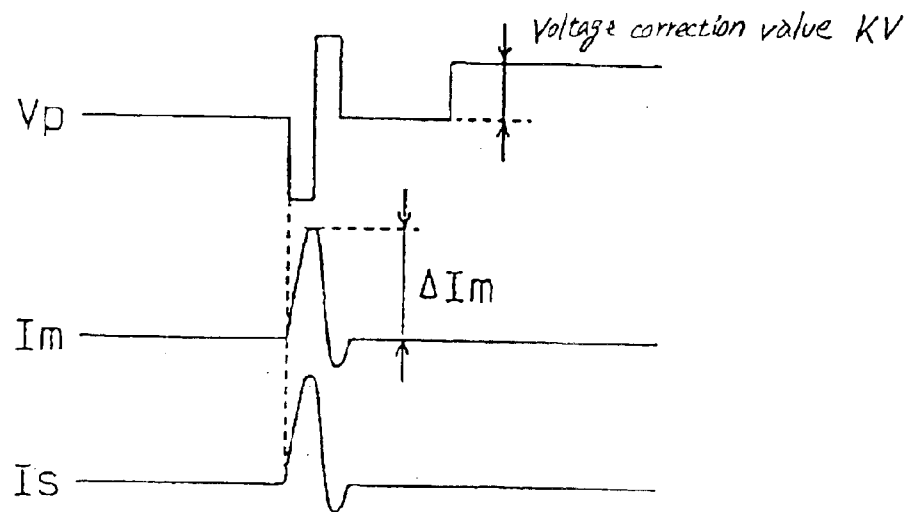 Voltage correction value KV
Vp
ΔIm
Im
Is